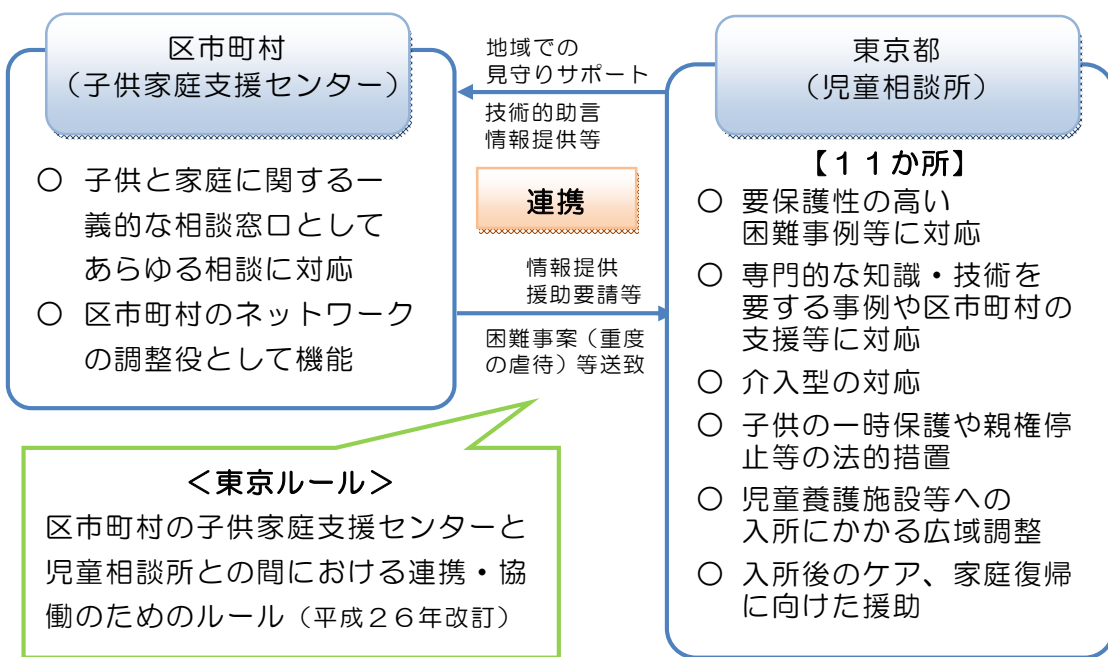 区市町村
（子供家庭支援センター）
○ 子供と家庭に関する一
義的な相談窓口として
あらゆる相談に対応
○ 区市町村のネットワーク
の調整役として機能
地域での
見守りサポート
技術的助言
情報提供等
連携
情報提供
援助要請等
困難事案（重度
の虐待）等送致
東京都
（児童相談所）
【１１か所】
○ 要保護性の高い
困難事例等に対応
○ 専門的な知識・技術を
要する事例や区市町村の
支援等に対応
○ 介入型の対応
○ 子供の一時保護や親権停
止等の法的措置
○ 児童養護施設等への
入所にかかる広域調整
○ 入所後のケア、家庭復帰
に向けた援助
＜東京ルール＞
区市町村の子供家庭支援センターと
児童相談所との間における連携・協
働のためのルール（平成２６年改訂）